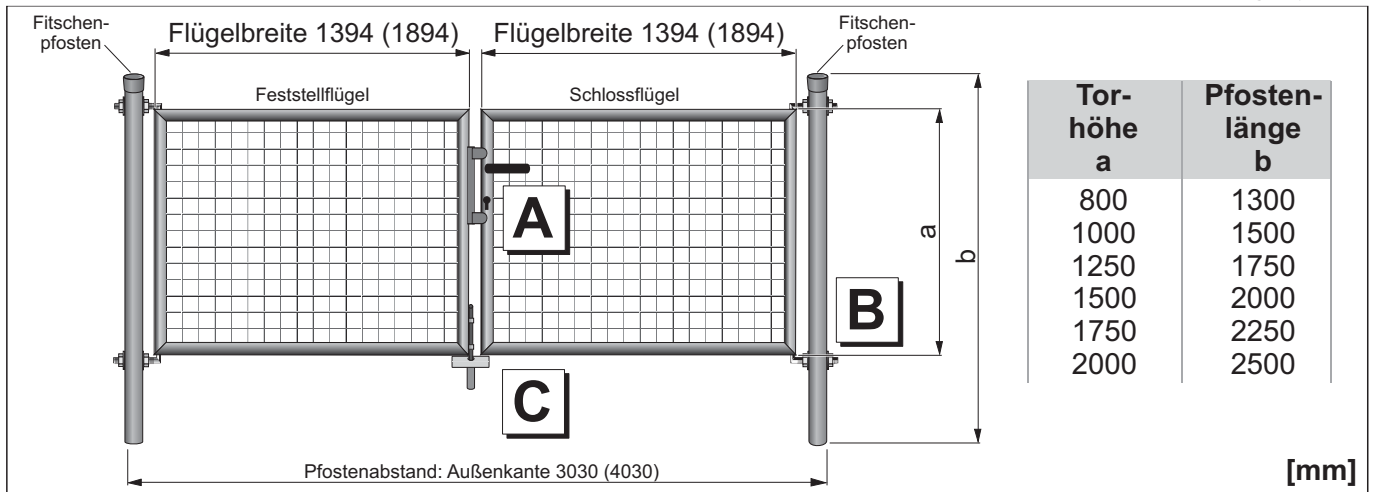 Fitschen-
pfosten
Flügelbreite 1394 (1894)
Flügelbreite 1394 (1894)
Fitschen-
pfosten
Feststellflügel
Schlossflügel
A
B
C
a
b
Pfostenabstand: Außenkante 3030 (4030)
Tor-
höhe
a
Pfosten-
länge
b
800 1300
1000 1500
1250 1750
1500 2000
1750 2250
2000 2500
[mm]